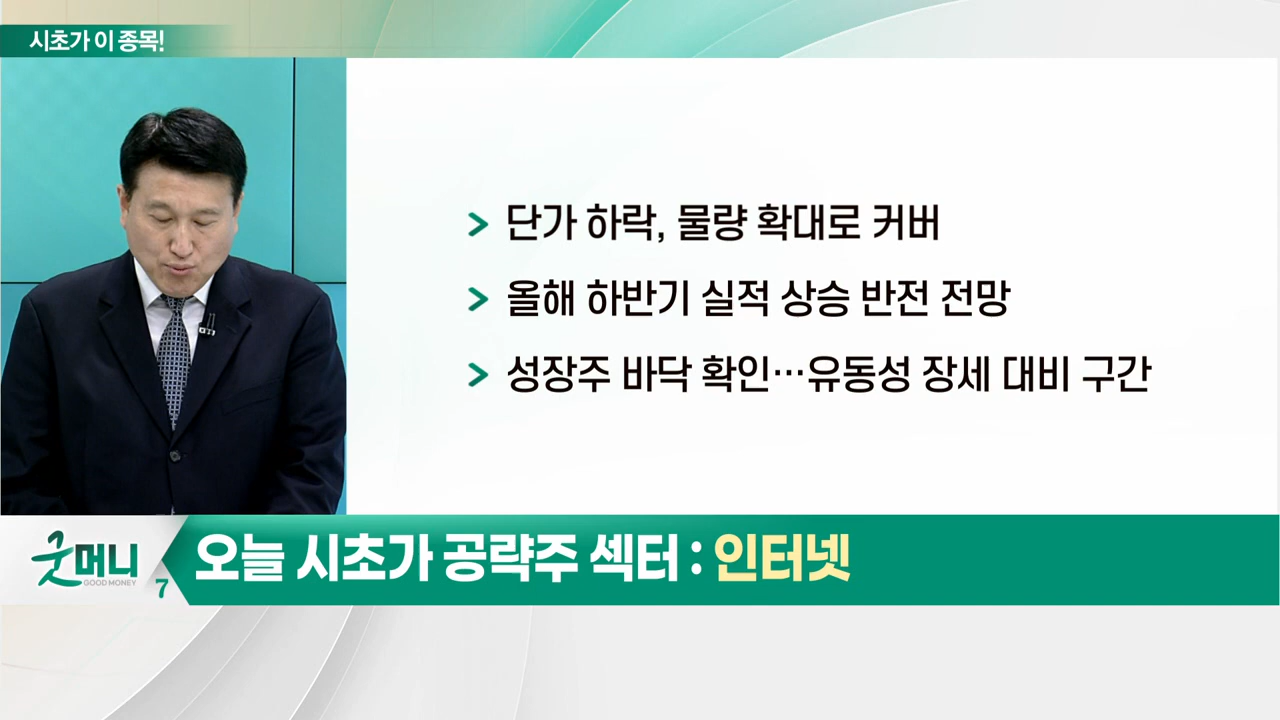 시초가 이 종목!
단가 하락, 물량 확대로 커버
올해 하반기 실적 상승 반전 전망
성장주 바닥 확인…유동성 장세 대비 구간
굿머니
GOOD MONEY
7
오늘 시초가 공략주 섹터 : 인터넷